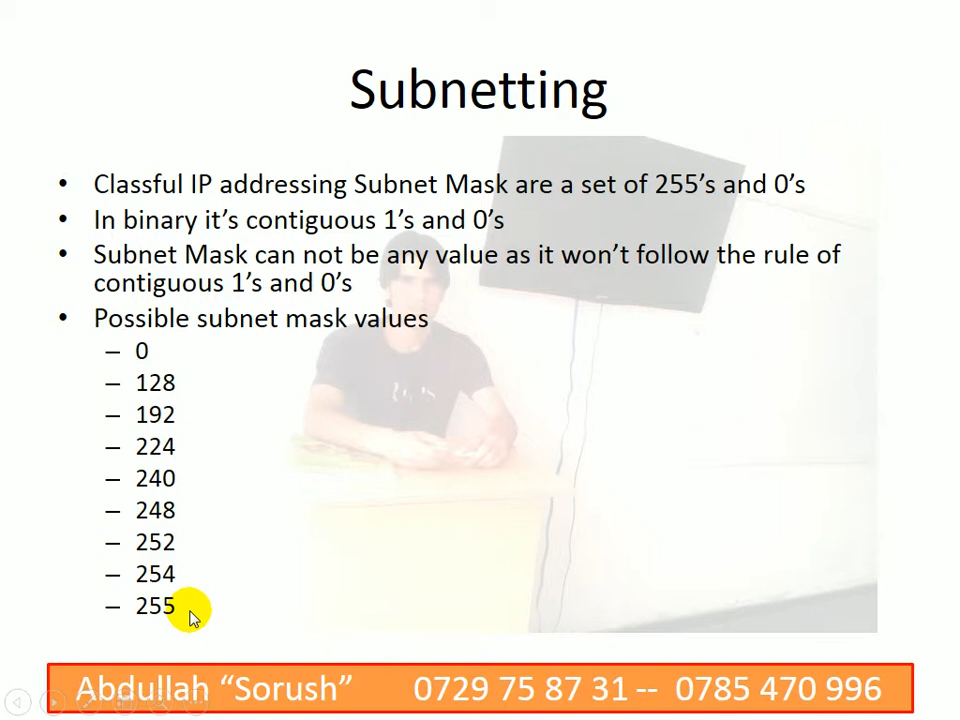 Subnetting
• Classful IP addressing Subnet Mask are a set of 255’s and 0’s
• In binary it’s contiguous 1’s and 0’s
• Subnet Mask can not be any value as it won’t follow the rule of
contiguous 1’s and 0’s
• Possible subnet mask values
– 0
– 128
– 192
– 224
– 240
– 248
– 252
– 254
– 255
Abdullah “Sorush” 0729 75 87 31 -- 0785 470 996